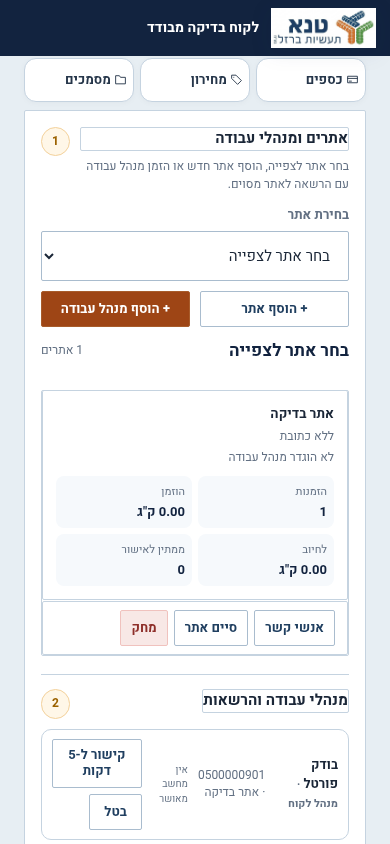 טנא
תעשיות ברזל
לקוח בדיקה מבודד
כספים
מחירון
מסמכים
אתרים ומנהלי עבודה
1
בחר אתר לצפייה, הוסף אתר חדש או הזמן מנהל עבודה
עם הרשאה לאתר מסוים.
בחירת אתר
בחר אתר לצפייה
+ הוסף אתר
+ הוסף מנהל עבודה
בחר אתר לצפייה
1 אתרים
אתר בדיקה
ללא כתובת
לא הוגדר מנהל עבודה
הזמנות
1
הוזמן
0.00 ק"ג
לחיוב
0.00 ק"ג
ממתין לאישור
0
אנשי קשר
סיים אתר
מחק
מנהלי עבודה והרשאות
2
בודק
פורטל ·
מנהל לקוח
0500000901
· אתר בדיקה
אין
מחשב
מאושר
קישור ל-5
דקות
בטל